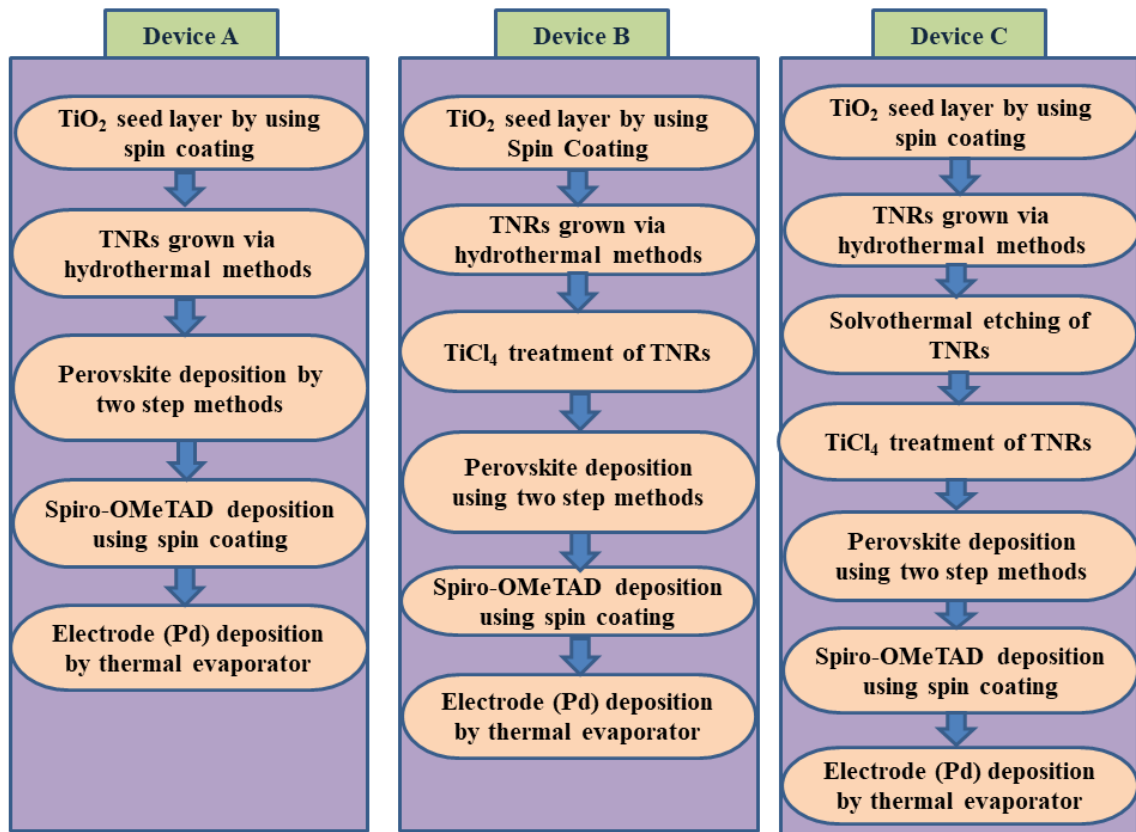 Device A
TiO₂ seed layer by using
spin coating
TNRs grown via
hydrothermal methods
Perovskite deposition by
two step methods
Spiro-OMeTAD deposition
using spin coating
Electrode (Pd) deposition
by thermal evaporator
Device B
TiO₂ seed layer by using
Spin Coating
TNRs grown via
hydrothermal methods
TiCl₄ treatment of TNRs
Perovskite deposition
using two step methods
Spiro-OMeTAD deposition
using spin coating
Electrode (Pd) deposition
by thermal evaporator
Device C
TiO₂ seed layer by using
spin coating
TNRs grown via
hydrothermal methods
Solvothermal etching of
TNRs
TiCl₄ treatment of TNRs
Perovskite deposition
using two step methods
Spiro-OMeTAD deposition
using spin coating
Electrode (Pd) deposition
by thermal evaporator